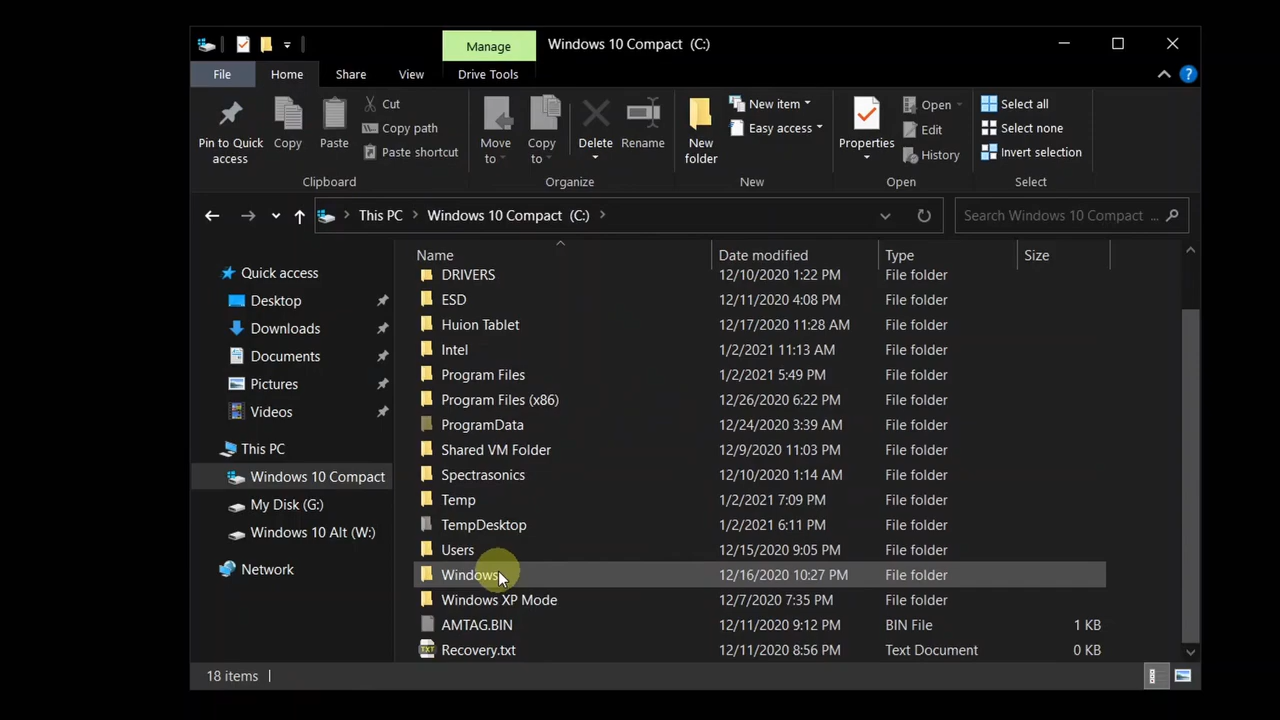 Manage
Windows 10 Compact (C:)
File
Home
Share
View
Drive Tools
?
Pin to Quick access
Copy
Paste
Cut
Copy path
Paste shortcut
Clipboard
Move to
Copy to
Delete
Rename
Organize
New folder
New item
Easy access
New
Properties
Open
Edit
History
Open
Select all
Select none
Invert selection
Select
This PC
Windows 10 Compact (C:)
Search Windows 10 Compact ...
Quick access
Desktop
Downloads
Documents
Pictures
Videos
This PC
Windows 10 Compact
My Disk (G:)
Windows 10 Alt (W:)
Network
Name Date modified Type Size
DRIVERS 12/10/2020 1:22 PM File folder
ESD 12/11/2020 4:08 PM File folder
Huion Tablet 12/17/2020 11:28 AM File folder
Intel 1/2/2021 11:13 AM File folder
Program Files 1/2/2021 5:49 PM File folder
Program Files (x86) 12/26/2020 6:22 PM File folder
ProgramData 12/24/2020 3:39 AM File folder
Shared VM Folder 12/9/2020 11:03 PM File folder
Spectrasonics 12/10/2020 1:14 AM File folder
Temp 1/2/2021 7:09 PM File folder
TempDesktop 1/2/2021 6:11 PM File folder
Users 12/15/2020 9:05 PM File folder
Windows 12/16/2020 10:27 PM File folder
Windows XP Mode 12/7/2020 7:35 PM File folder
AMTAG.BIN 12/11/2020 9:12 PM BIN File 1 KB
TXT
Recovery.txt 12/11/2020 8:56 PM Text Document 0 KB
18 items